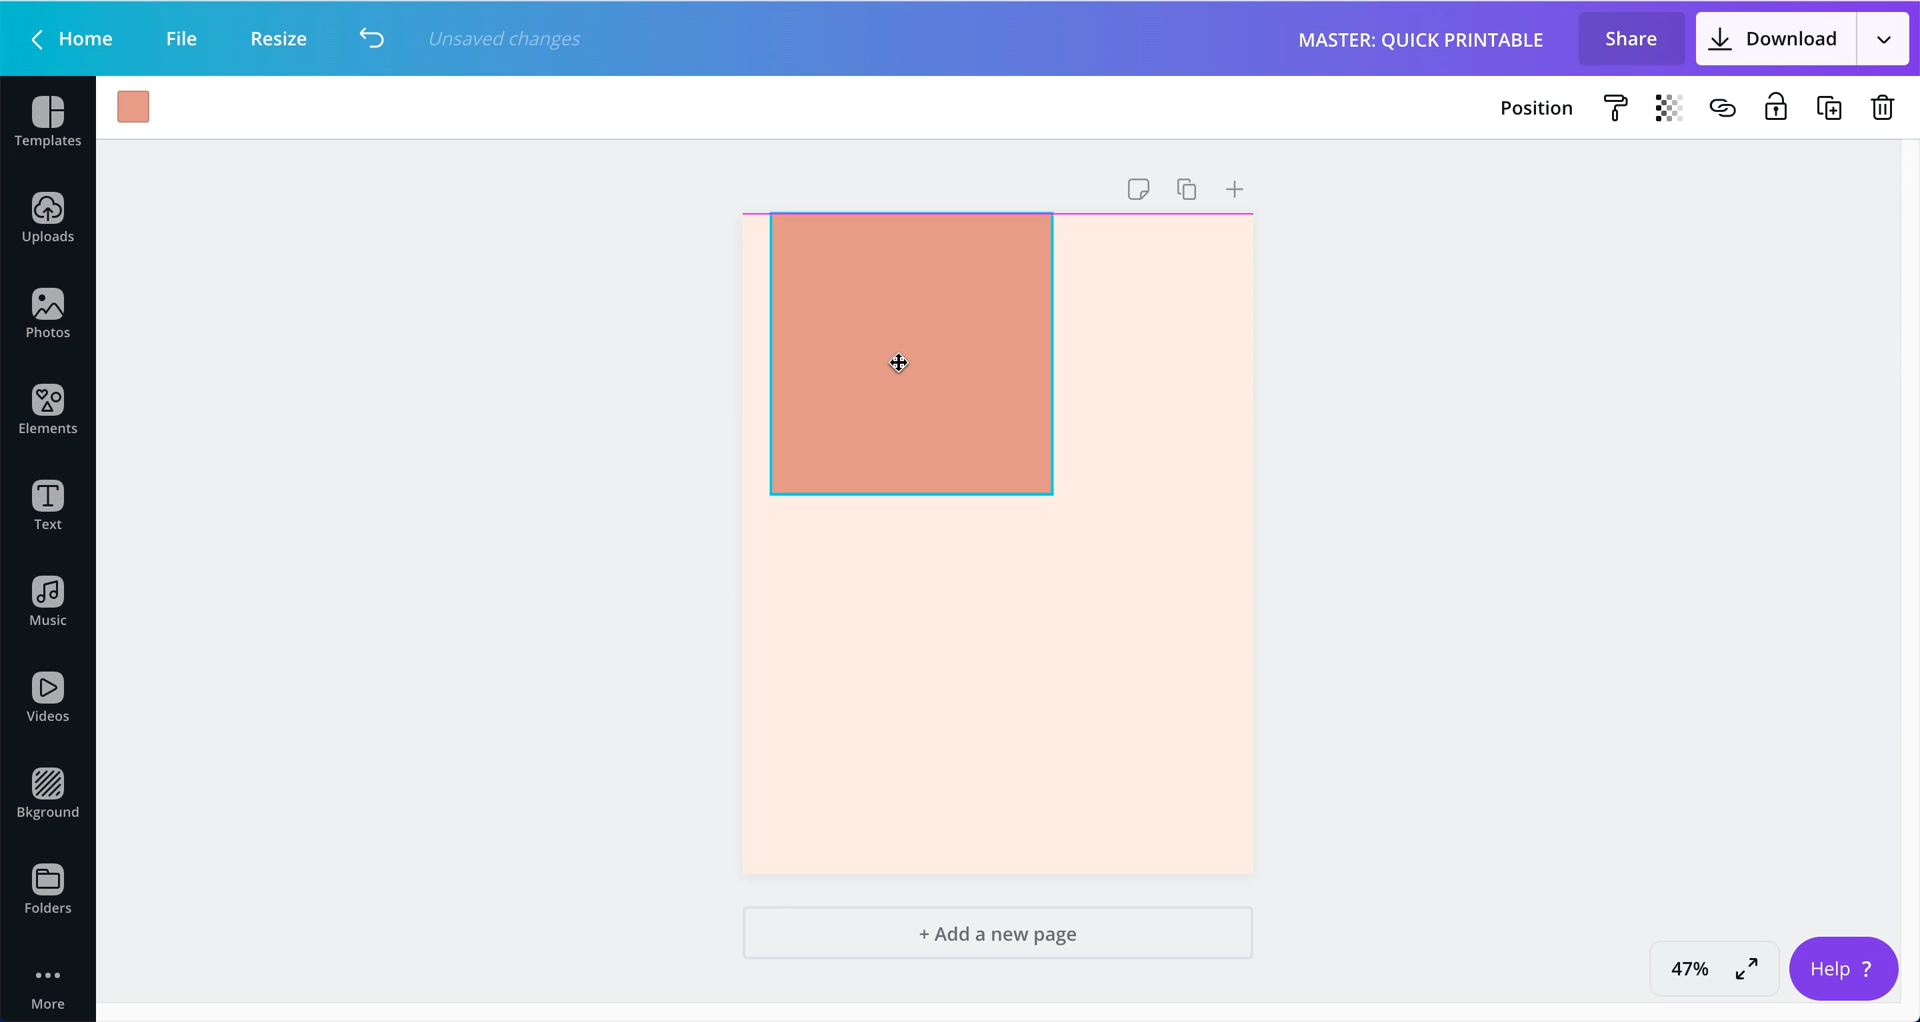 Home File Resize Unsaved changes MASTER: QUICK PRINTABLE Share Download
Position
Templates
Uploads
Photos
Elements
Text
Music
Videos
Bkground
Folders
More
+ Add a new page
47% Help ?